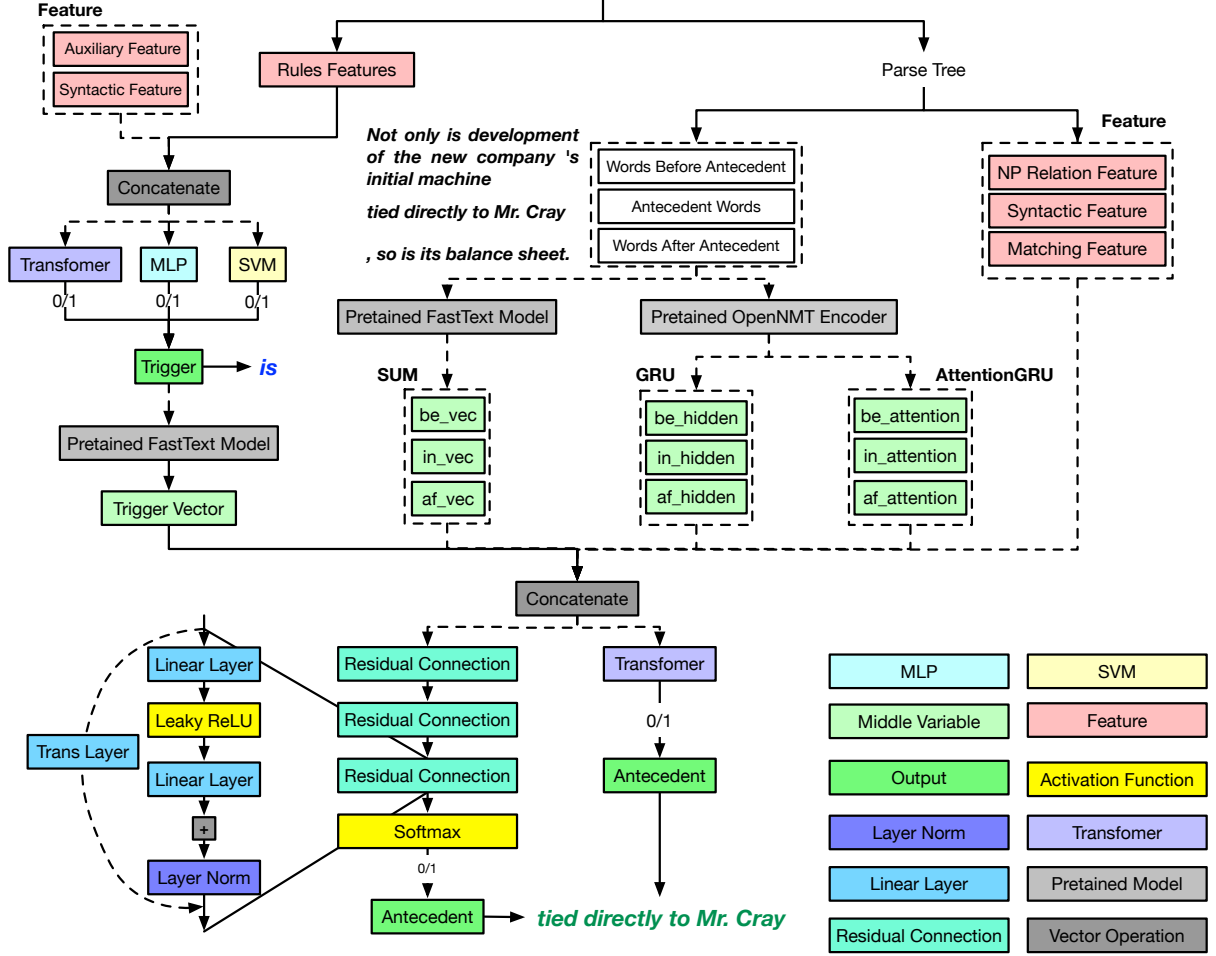 Feature
Auxiliary Feature
Syntactic Feature
Rules Features
Parse Tree
Concatenate
Transfomer
MLP
SVM
0/1
0/1
0/1
Trigger
is
Pretained FastText Model
Trigger Vector
Not only is development
of the new company 's
initial machine
tied directly to Mr. Cray
, so is its balance sheet.
Words Before Antecedent
Antecedent Words
Words After Antecedent
Feature
NP Relation Feature
Syntactic Feature
Matching Feature
Pretained FastText Model
Pretained OpenNMT Encoder
SUM
be_vec
in_vec
af_vec
GRU
be_hidden
in_hidden
af_hidden
AttentionGRU
be_attention
in_attention
af_attention
Concatenate
Linear Layer
Leaky ReLU
Trans Layer
Linear Layer
+
Layer Norm
Residual Connection
Residual Connection
Residual Connection
Softmax
0/1
Antecedent
Transfomer
0/1
Antecedent
tied directly to Mr. Cray
MLP
SVM
Middle Variable
Feature
Output
Activation Function
Layer Norm
Transfomer
Linear Layer
Pretained Model
Residual Connection
Vector Operation